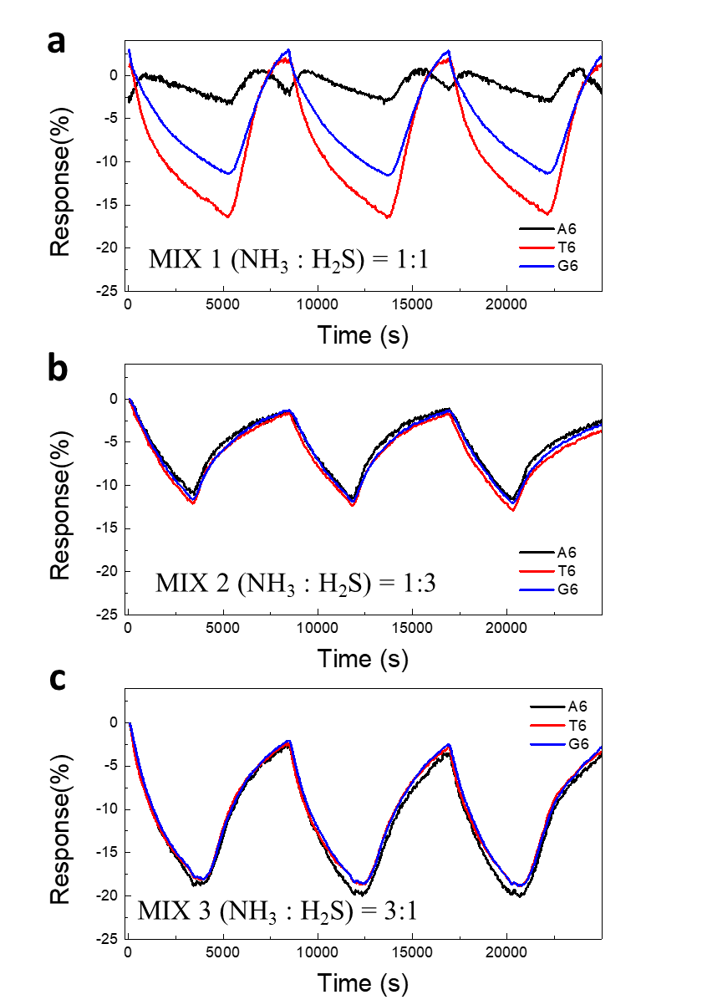 a
0
-5
-10
-15
-20
-25
Response(%)
A6
T6
G6
MIX 1 (NH₃ : H₂S) = 1:1
0 5000 10000 15000 20000
Time (s)
b
0
-5
-10
-15
-20
-25
Response(%)
A6
T6
G6
MIX 2 (NH₃ : H₂S) = 1:3
0 5000 10000 15000 20000
Time (s)
c
0
-5
-10
-15
-20
-25
Response(%)
A6
T6
G6
MIX 3 (NH₃ : H₂S) = 3:1
0 5000 10000 15000 20000
Time (s)